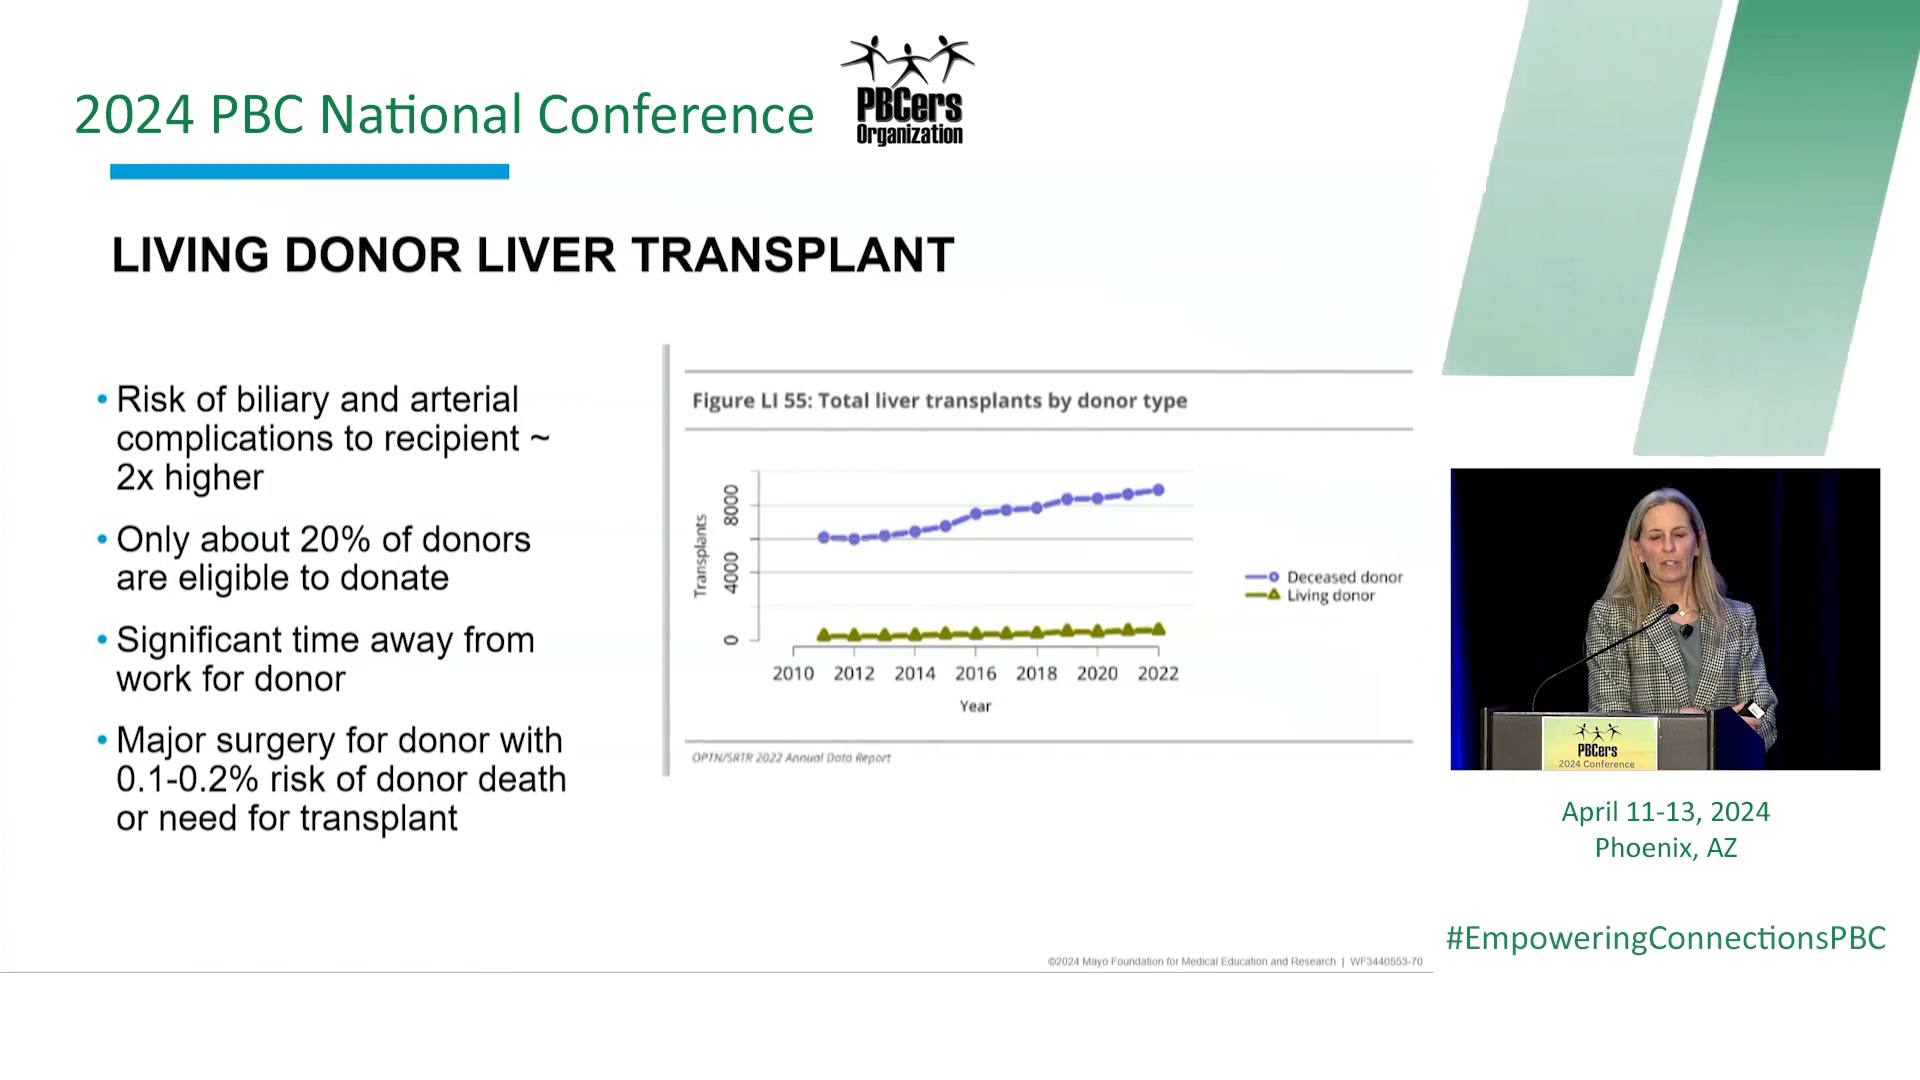 2024 PBC National Conference
PBCers
Organization
LIVING DONOR LIVER TRANSPLANT
• Risk of biliary and arterial
complications to recipient ~
2x higher
• Only about 20% of donors
are eligible to donate
• Significant time away from
work for donor
• Major surgery for donor with
0.1-0.2% risk of donor death
or need for transplant
Figure LI 55: Total liver transplants by donor type
Transplants
8000
4000
0
2010 2012 2014 2016 2018 2020 2022
Year
Deceased donor
Living donor
OPTN/SRTR 2022 Annual Data Report
©2024 Mayo Foundation for Medical Education and Research | WF3440553-70
PBCers
2024 Conference
April 11-13, 2024
Phoenix, AZ
#EmpoweringConnectionsPBC